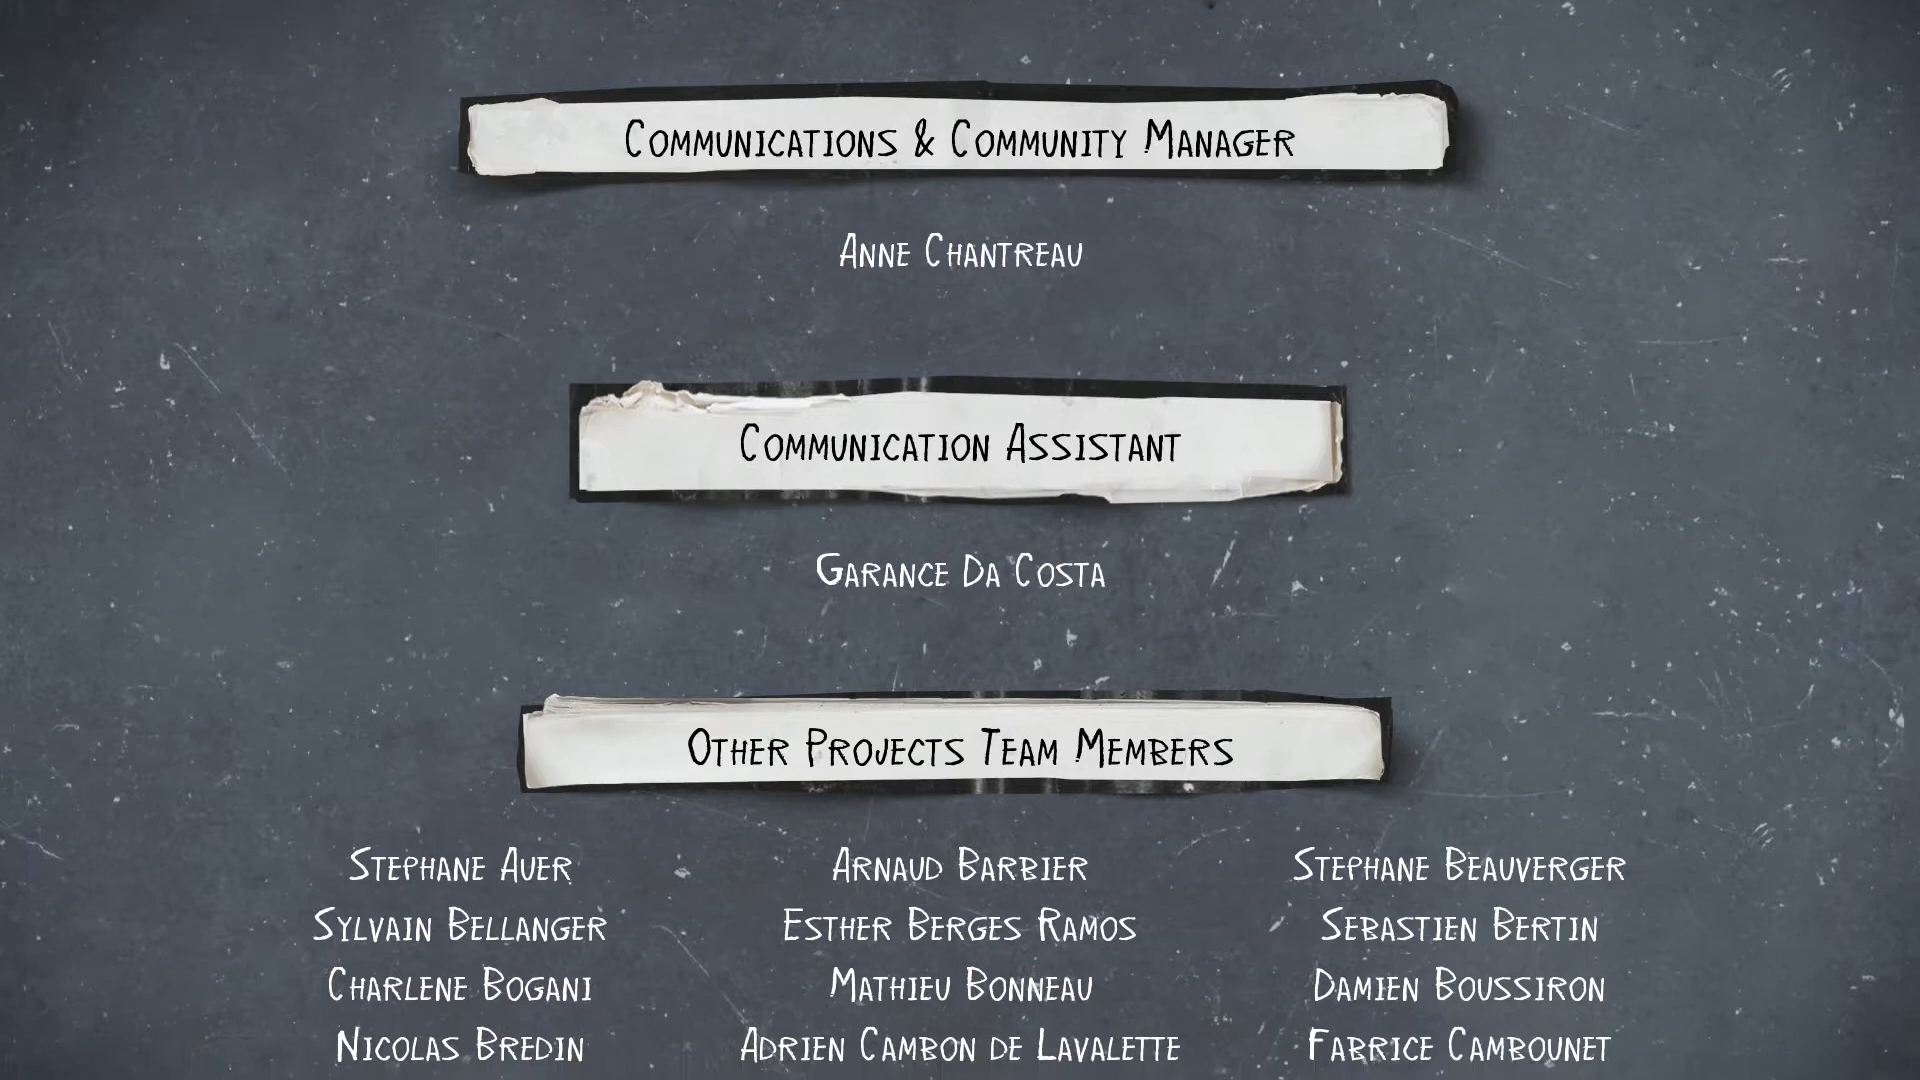 Communications & Community Manager
Anne Chantreau
Communication Assistant
Garance Da Costa
Other Projects Team Members
Stephane Auer Arnaud Barbier Stephane Beauverger
Sylvain Bellanger Esther Berges Ramos Sebastien Bertin
Charlene Bogani Mathieu Bonneau Damien Boussiron
Nicolas Bredin Adrien Cambon de Lavalette Fabrice Cambounet